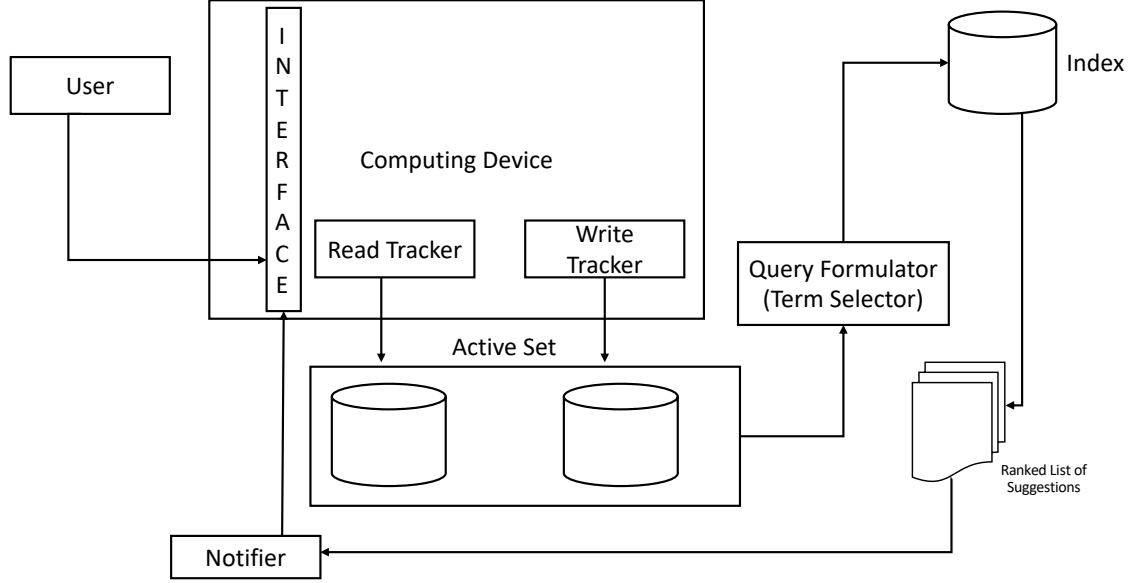 User
I
N
T
E
R
F
A
C
E
Computing Device
Read Tracker
Write
Tracker
Active Set
Query Formulator
(Term Selector)
Index
Ranked List of
Suggestions
Notifier